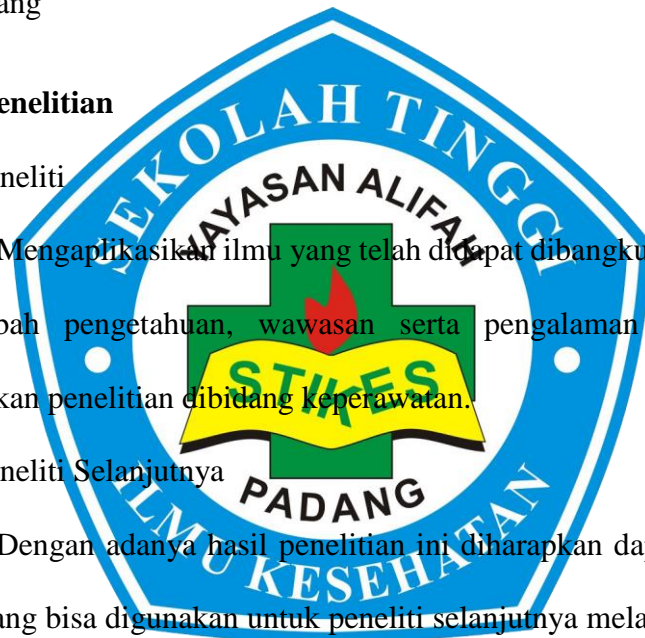 ang
enelitian
neliti
Mengaplikasikan ilmu yang telah didapat dibangku
bah pengetahuan, wawasan serta pengalaman
kan penelitian dibidang keperawatan.
neliti Selanjutnya
Dengan adanya hasil penelitian ini diharapkan dap
ang bisa digunakan untuk peneliti selanjutnya mela
SEKOLAH TINGGI
YAYASAN ALIFAH
STIKES
PADANG
ILMU KESEHATAN